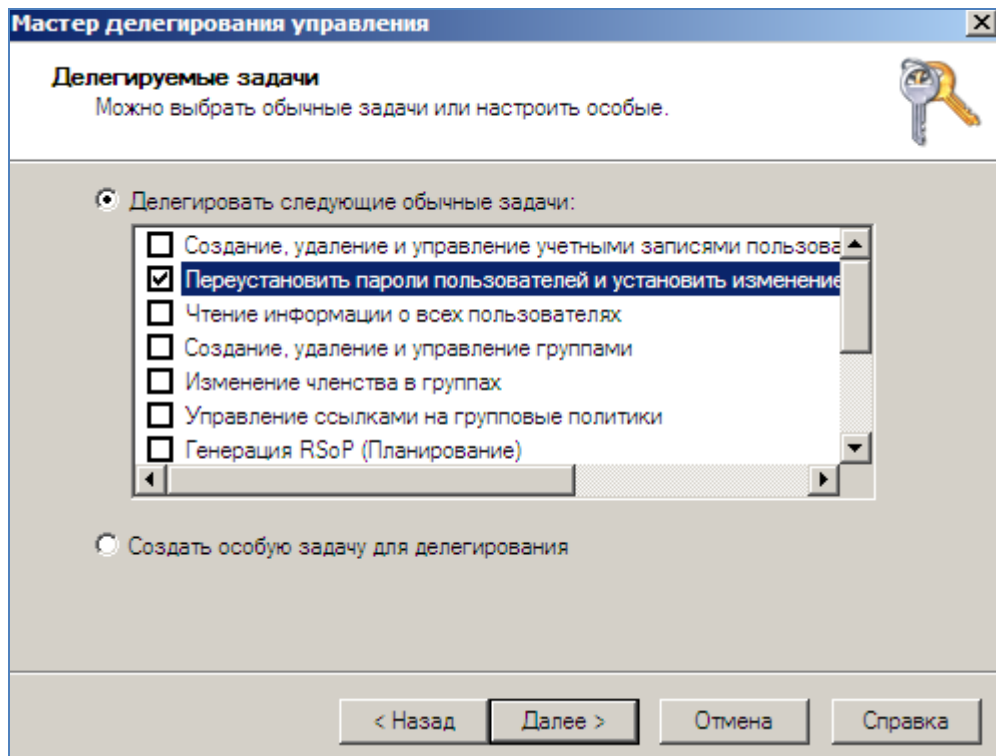 Мастер делегирования управления
Делегируемые задачи
Можно выбрать обычные задачи или настроить особые.
Делегировать следующие обычные задачи:
Создание, удаление и управление учетными записями пользова
Переустановить пароли пользователей и установить изменение
Чтение информации о всех пользователях
Создание, удаление и управление группами
Изменение членства в группах
Управление ссылками на групповые политики
Генерация RSoP (Планирование)
Создать особую задачу для делегирования
< Назад Далее > Отмена Справка